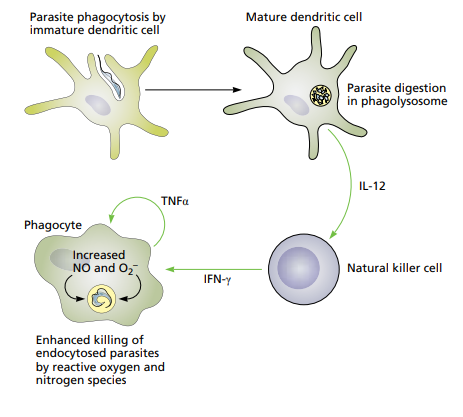 Parasite phagocytosis by
immature dendritic cell
Mature dendritic cell
Parasite digestion
in phagolysosome
IL-12
TNFα
Phagocyte
Increased
NO and O₂⁻
IFN-γ
Natural killer cell
Enhanced killing of
endocytosed parasites
by reactive oxygen and
nitrogen species